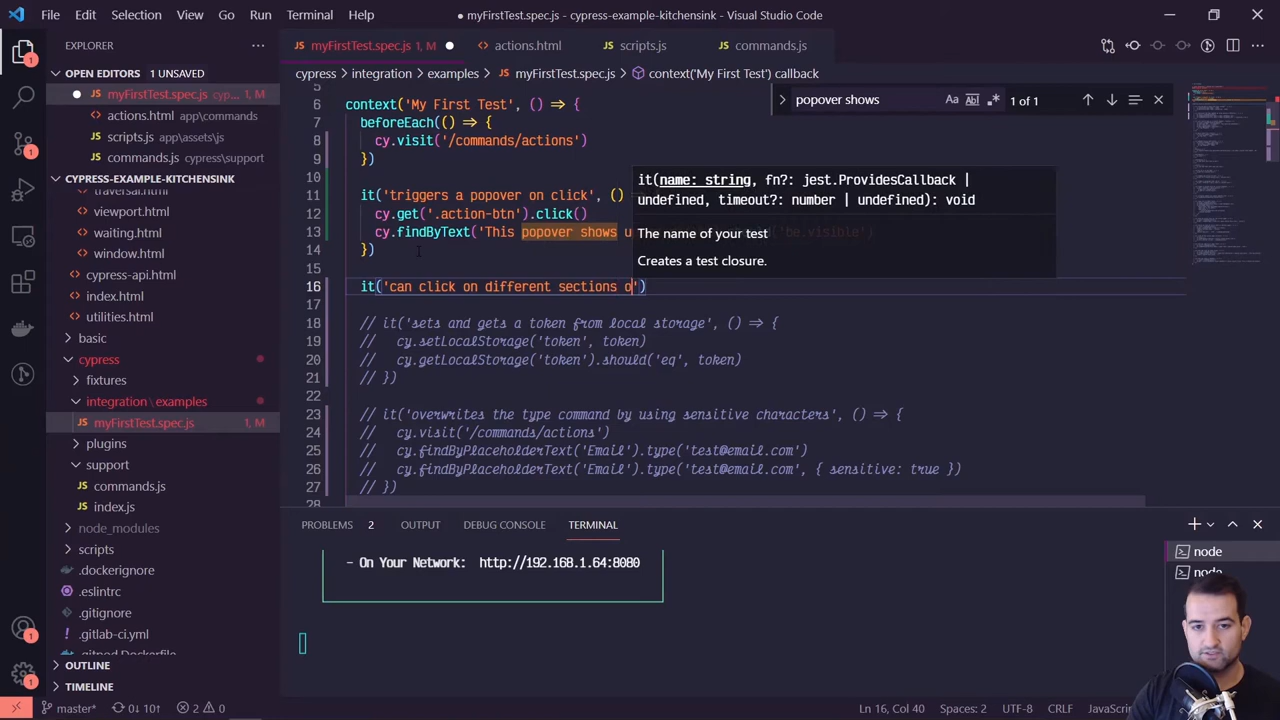 File Edit Selection View Go Run Terminal Help
myFirstTest.spec.js - cypress-example-kitchensink - Visual Studio Code
EXPLORER
myFirstTest.spec.js 1, M
actions.html
scripts.js
commands.js
OPEN EDITORS 1 UNSAVED
cypress > integration > examples > myFirstTest.spec.js > context('My First Test') callback
myFirstTest.spec.js cyp... 1, M
actions.html app\commands
scripts.js app\assets\js
commands.js cypress\support
popover shows
1 of 1
CYPRESS-EXAMPLE-KITCHENSINK
traversal.html
viewport.html
waiting.html
window.html
cypress-api.html
index.html
utilities.html
basic
cypress
fixtures
integration \ examples
myFirstTest.spec.js 1, M
plugins
support
commands.js
index.js
node_modules
scripts
.dockerignore
.eslintrc
.gitignore
.gitlab-ci.yml
OUTLINE
TIMELINE
5
6 context('My First Test', () => {
7 beforeEach(() => {
8 cy.visit('/commands/actions')
9 })
10
11 it('triggers a popover on click', ()
12 cy.get('.action-btn').click()
13 cy.findByText('This popover shows u
14 })
15
16 it('can click on different sections o')
17
18 // it('sets and gets a token from local storage', () => {
19 // cy.setLocalStorage('token', token)
20 // cy.getLocalStorage('token').should('eq', token)
21 // })
22
23 // it('overwrites the type command by using sensitive characters', () => {
24 // cy.visit('/commands/actions')
25 // cy.findByPlaceholderText('Email').type('test@email.com')
26 // cy.findByPlaceholderText('Email').type('test@email.com', { sensitive: true })
27 // })
28
it(name: string, fn?: jest.ProvidesCallback |
undefined, timeout?: number | undefined): void
The name of your test
Creates a test closure.
PROBLEMS 2 OUTPUT DEBUG CONSOLE TERMINAL
- On Your Network: http://192.168.1.64:8080
node
master* 0↓ 10↑ 2 0
Ln 16, Col 40 Spaces: 2 UTF-8 CRLF